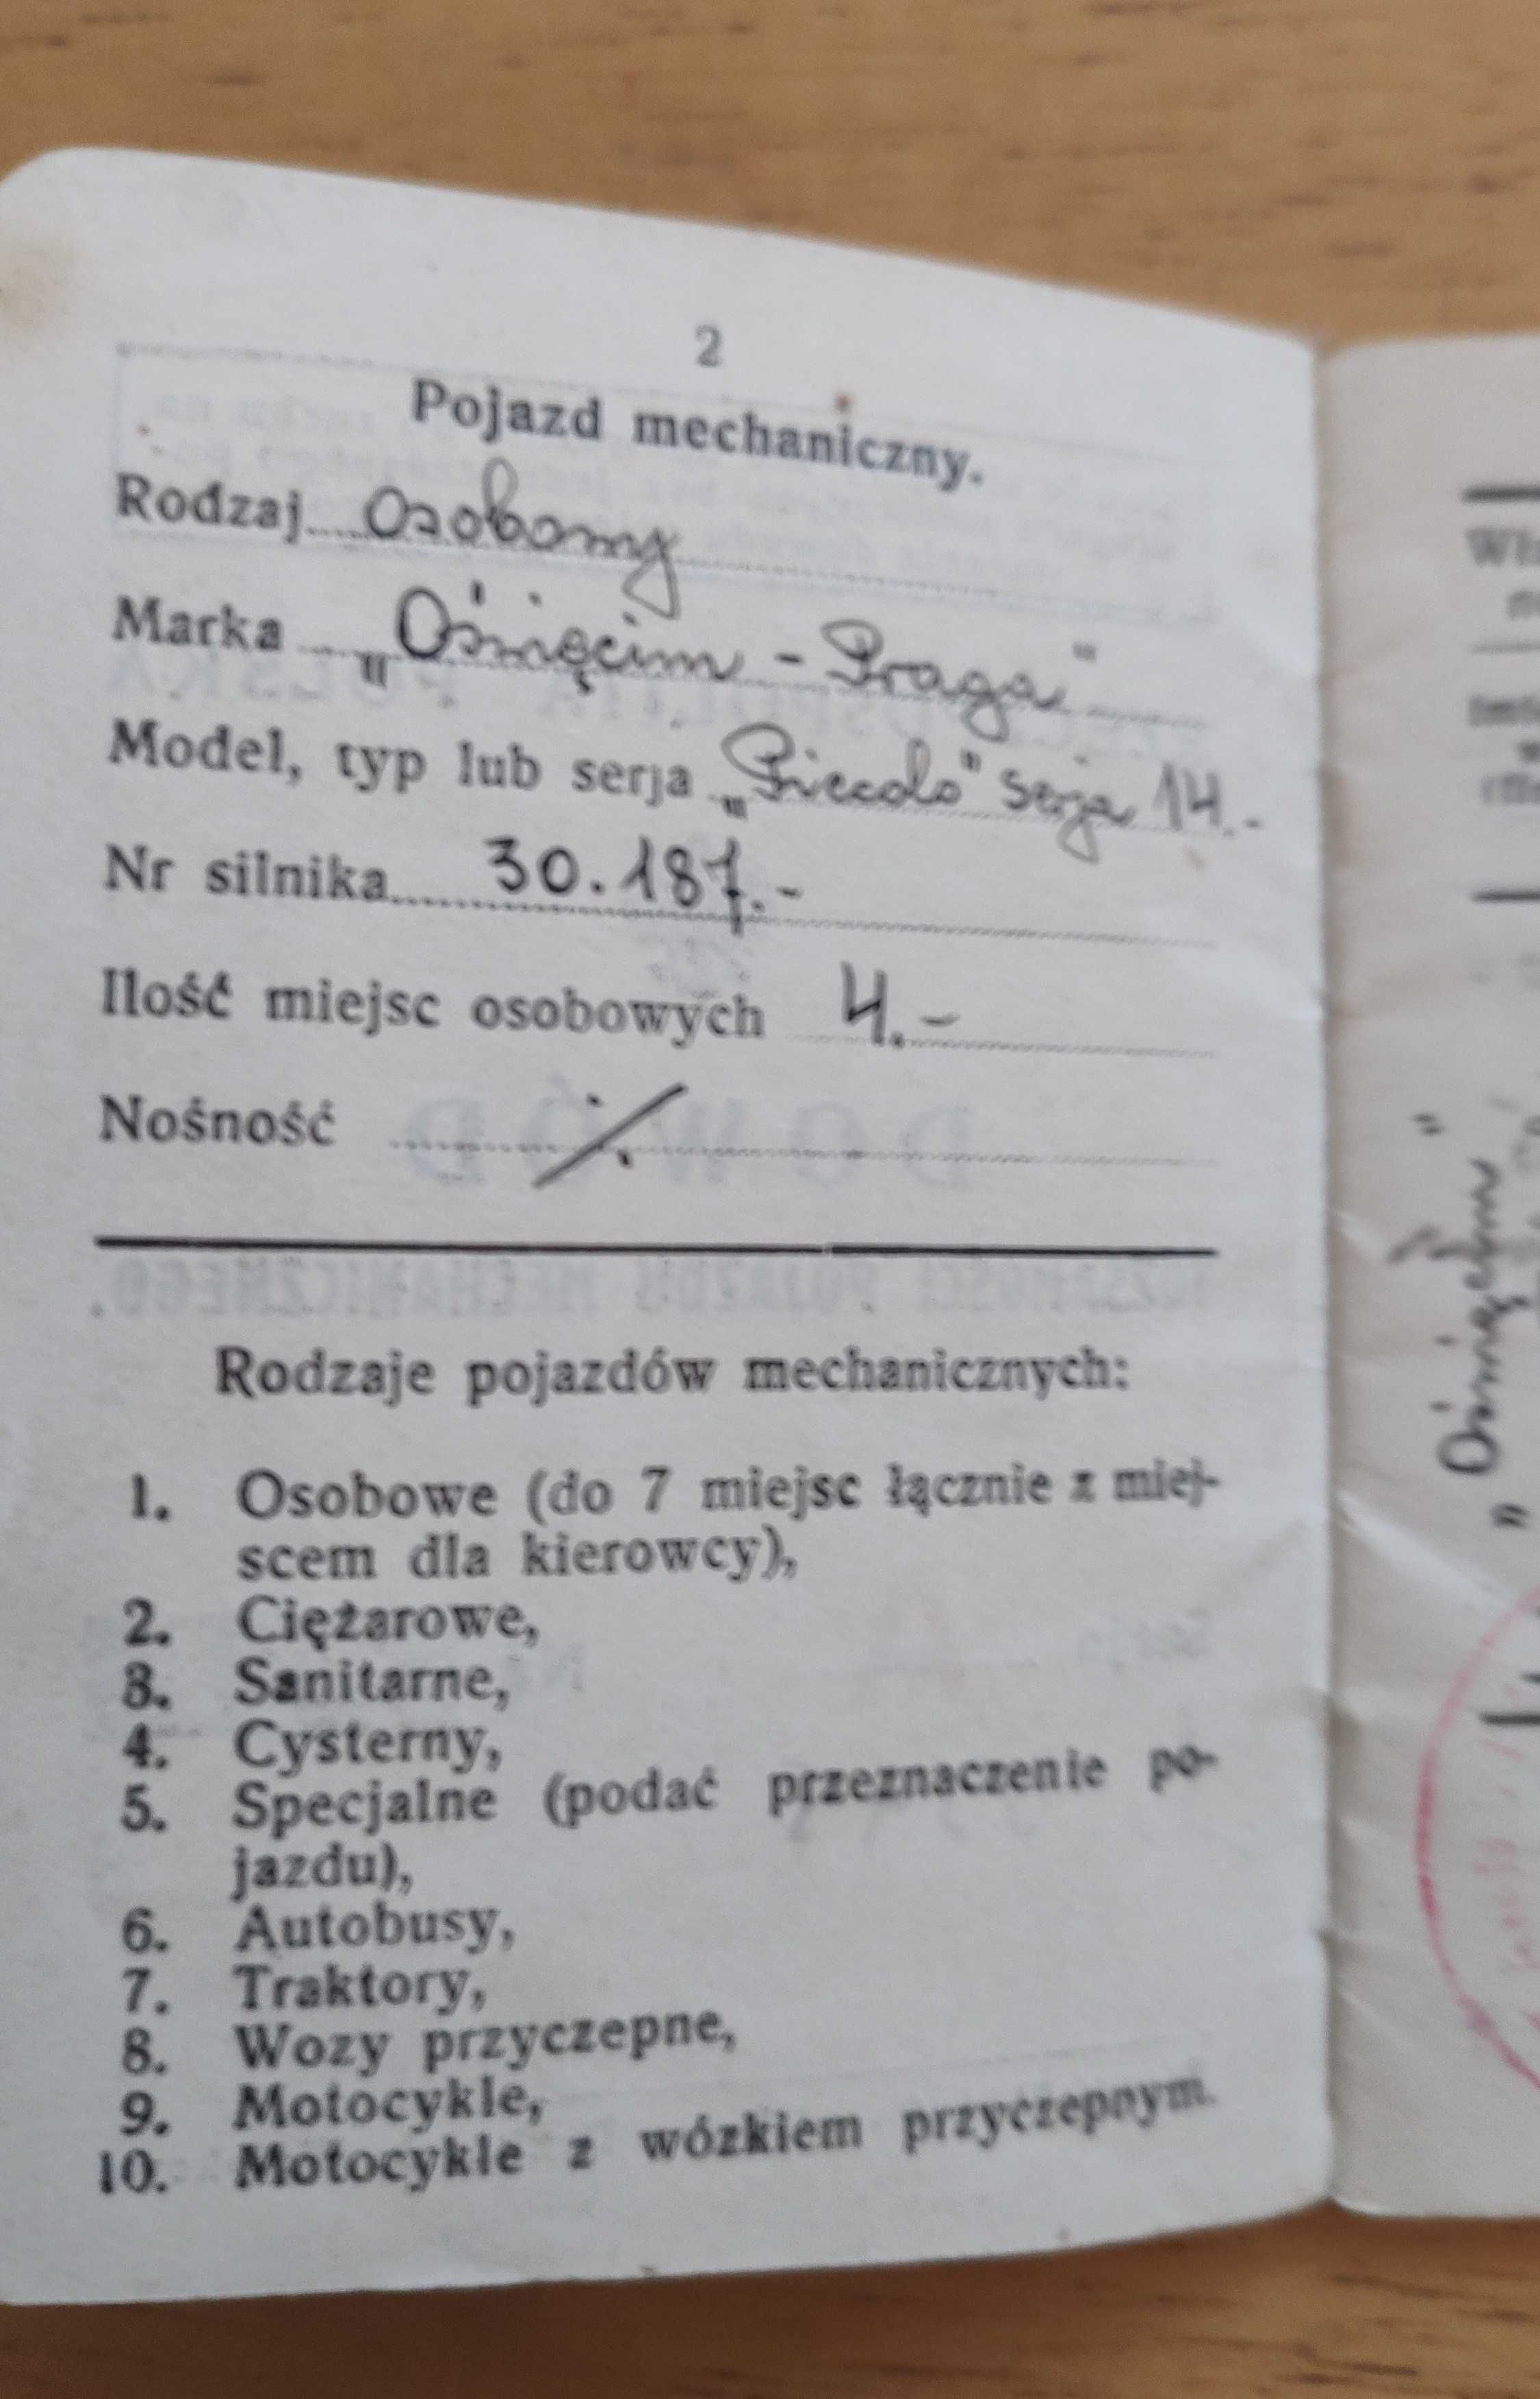 2
Pojazd mechaniczny.
Rodzaj osobowy
Marka „Oświęcim - Praga"
Model, typ lub serja „Piccolo" serja 14.-
Nr silnika 30.187.-
Ilość miejsc osobowych 4.-
Nośność ⁒
Rodzaje pojazdów mechanicznych:
1. Osobowe (do 7 miejsc łącznie z miej-
scem dla kierowcy),
2. Ciężarowe,
3. Sanitarne,
4. Cysterny,
5. Specjalne (podać przeznaczenie po-
jazdu),
6. Autobusy,
7. Traktory,
8. Wozy przyczepne,
9. Motocykle,
10. Motocykle z wózkiem przyczepnym.
„Oświęcim"